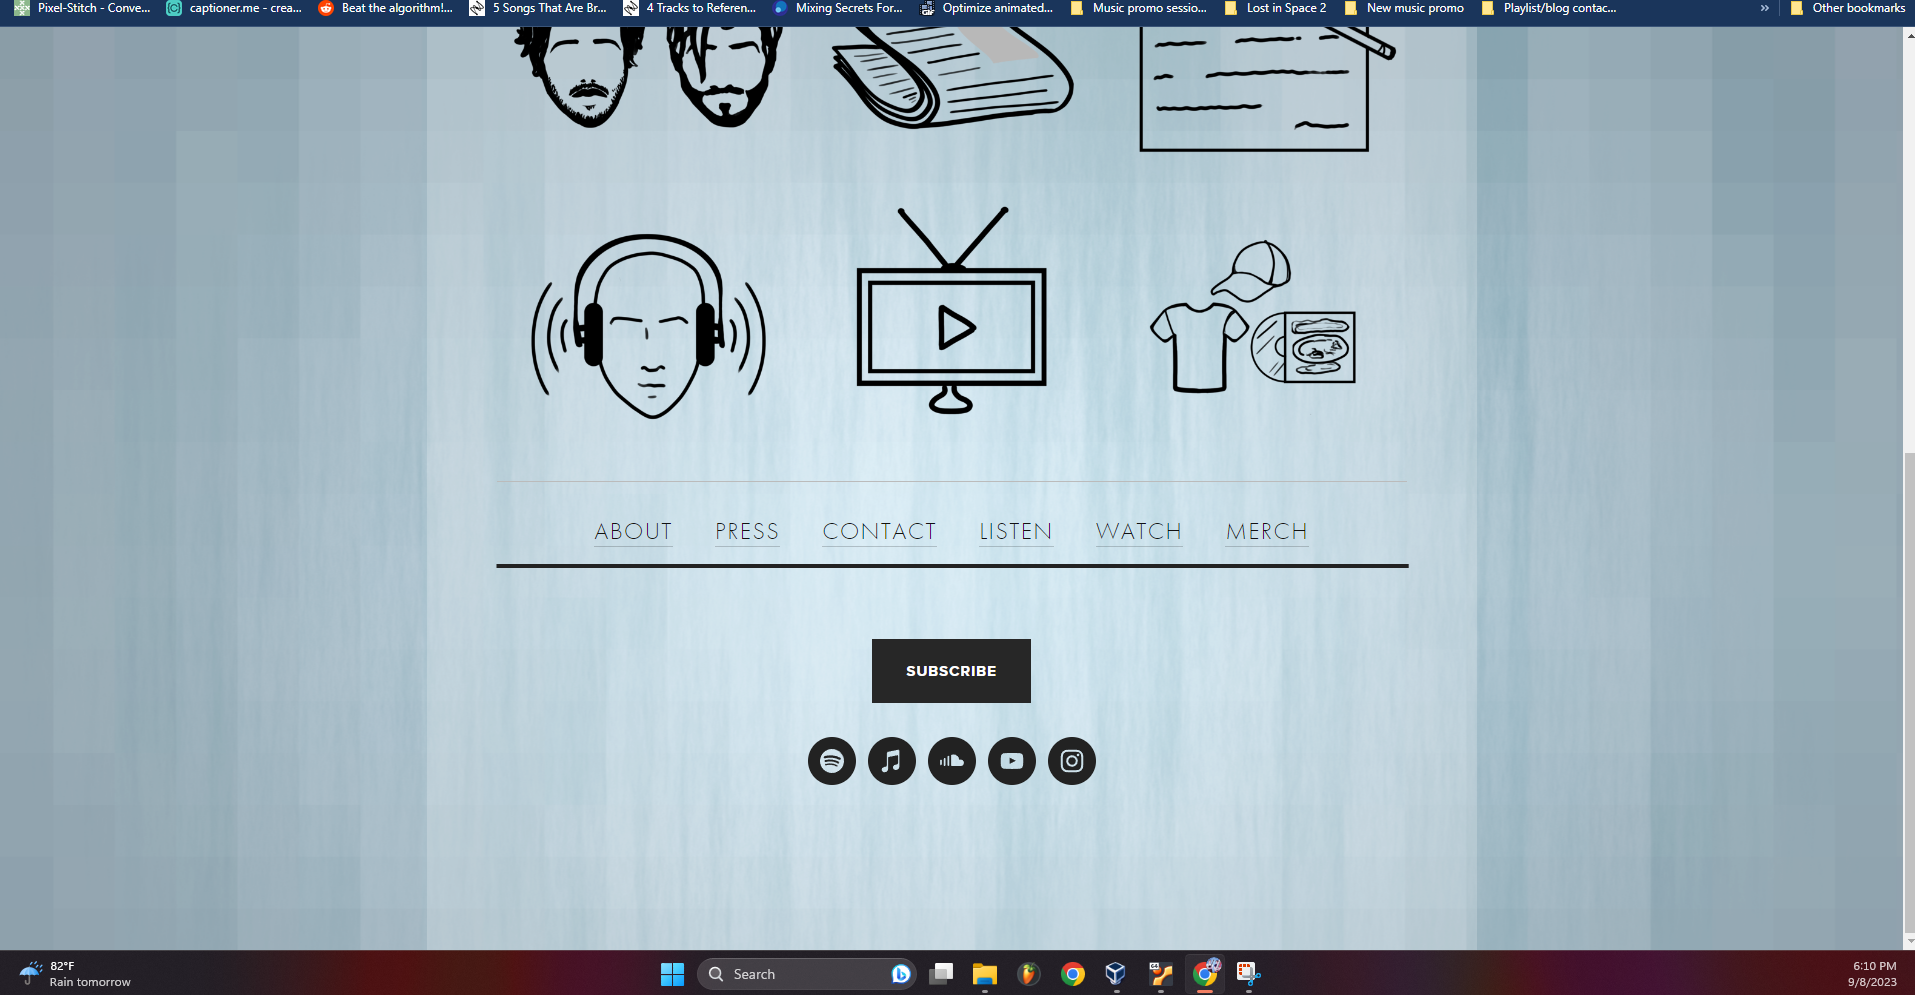 Pixel-Stitch - Conve... captioner.me - crea... Beat the algorithm!... 5 Songs That Are Br... 4 Tracks to Referen... Mixing Secrets For... Optimize animated... Music promo sessio... Lost in Space 2 New music promo Playlist/blog contac... » Other bookmarks
ABOUT PRESS CONTACT LISTEN WATCH MERCH
SUBSCRIBE
82°F
Rain tomorrow
Search
6:10 PM
9/8/2023